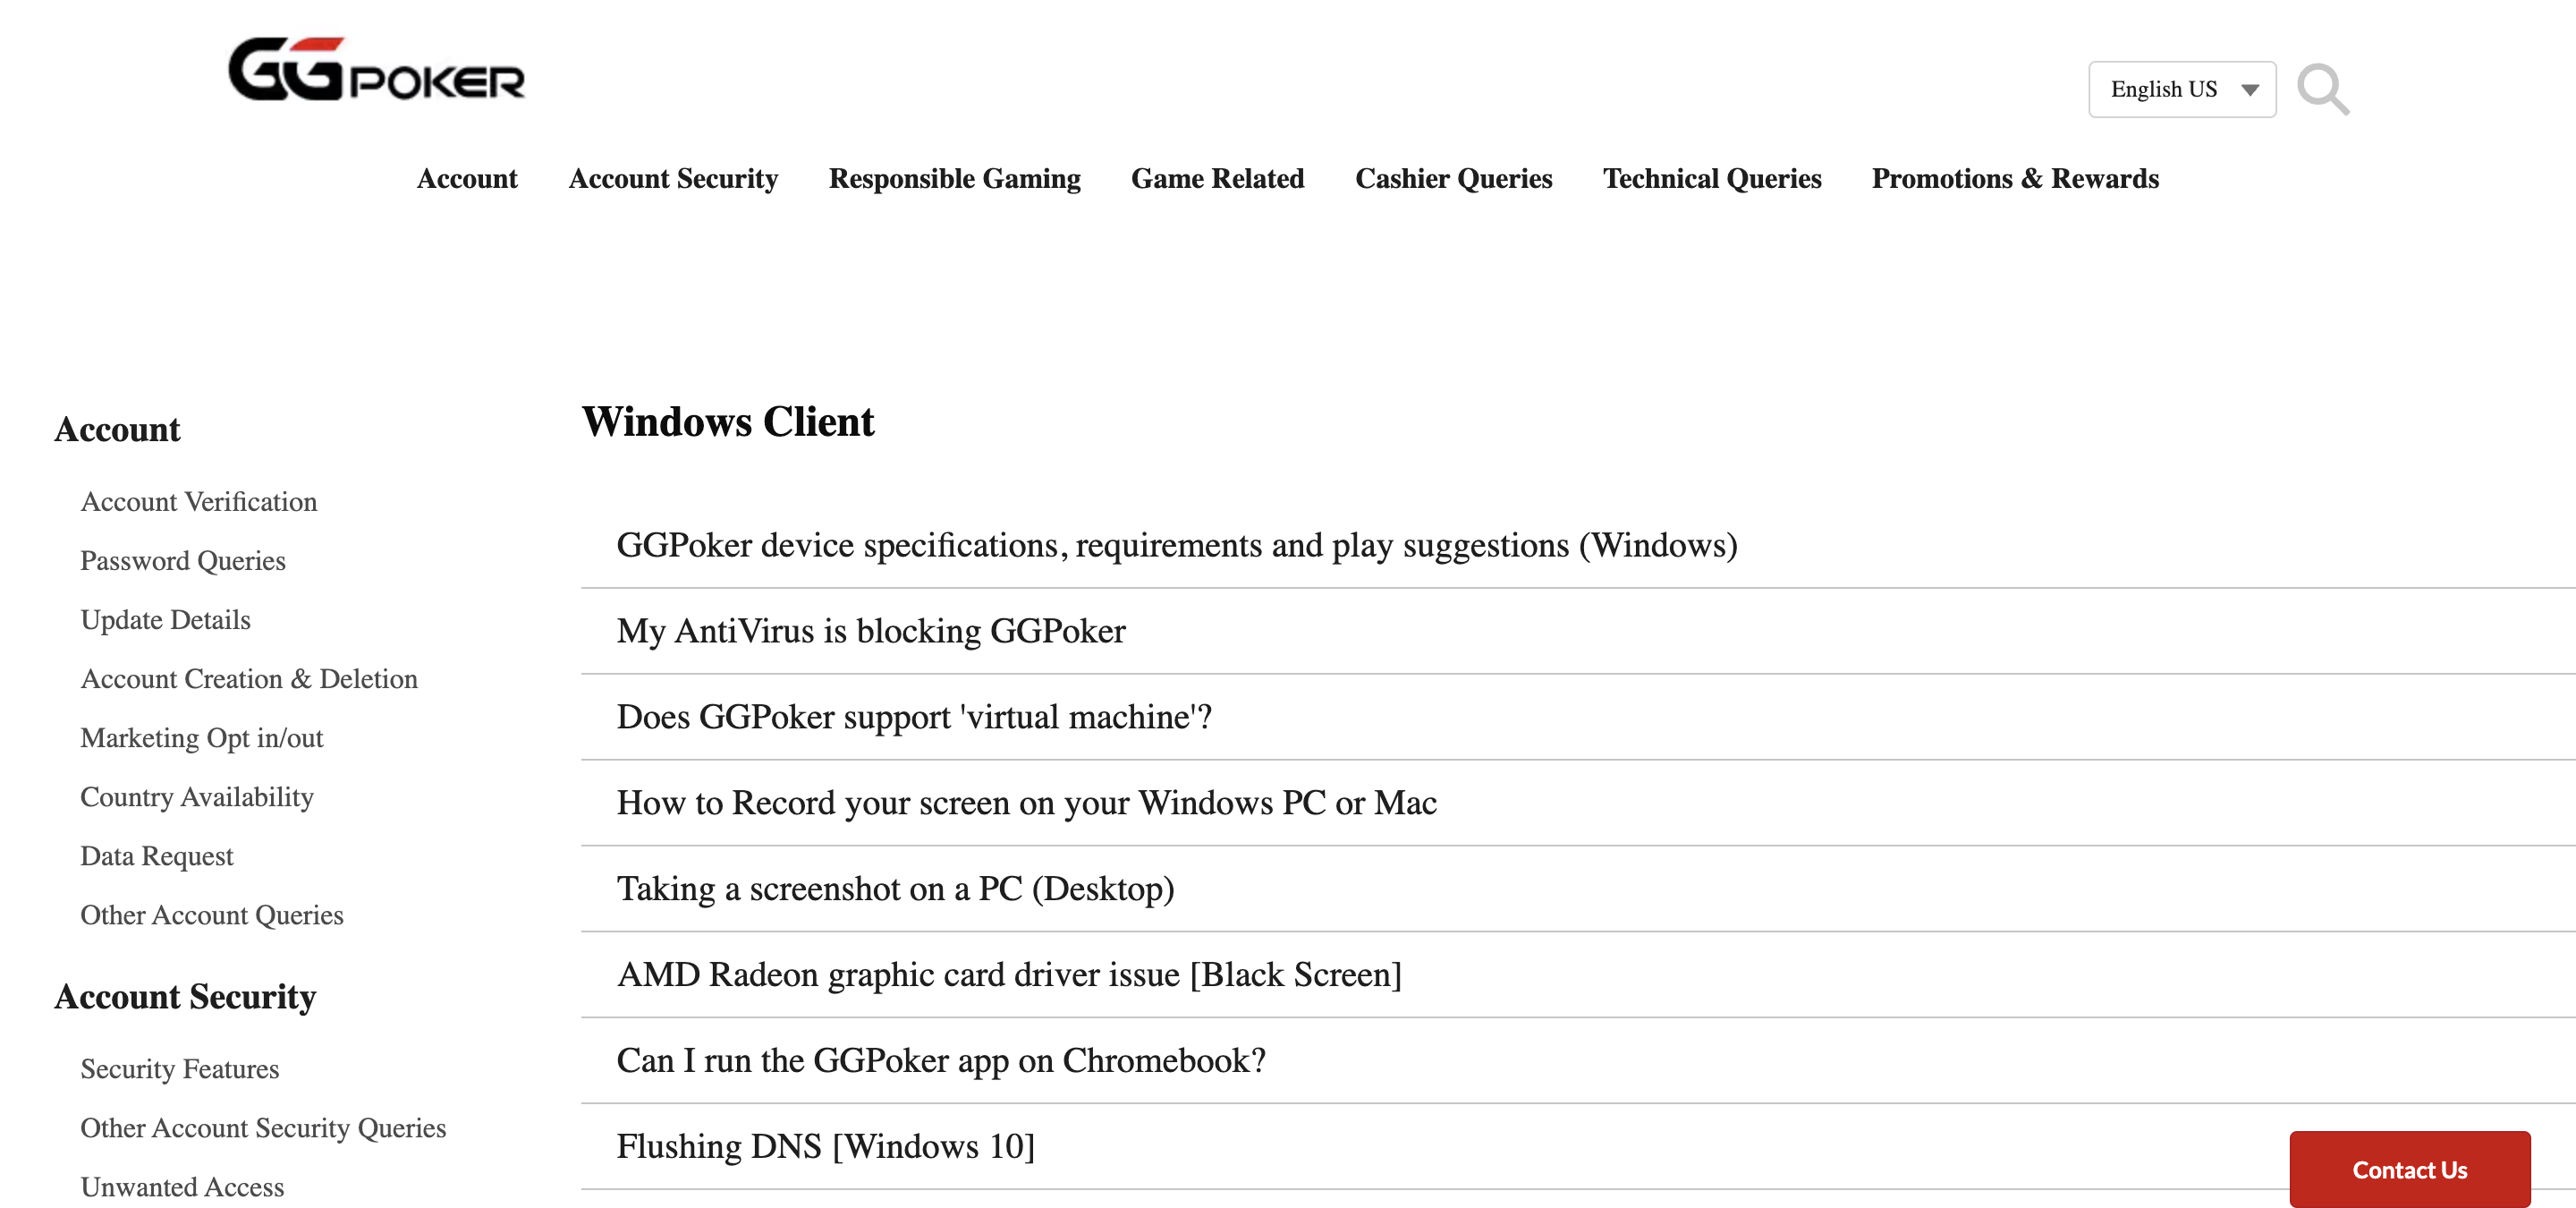 GGPOKER
English US
Account Account Security Responsible Gaming Game Related Cashier Queries Technical Queries Promotions & Rewards
Account
Account Verification
Password Queries
Update Details
Account Creation & Deletion
Marketing Opt in/out
Country Availability
Data Request
Other Account Queries
Account Security
Security Features
Other Account Security Queries
Unwanted Access
Windows Client
GGPoker device specifications, requirements and play suggestions (Windows)
My AntiVirus is blocking GGPoker
Does GGPoker support 'virtual machine'?
How to Record your screen on your Windows PC or Mac
Taking a screenshot on a PC (Desktop)
AMD Radeon graphic card driver issue [Black Screen]
Can I run the GGPoker app on Chromebook?
Flushing DNS [Windows 10]
Contact Us